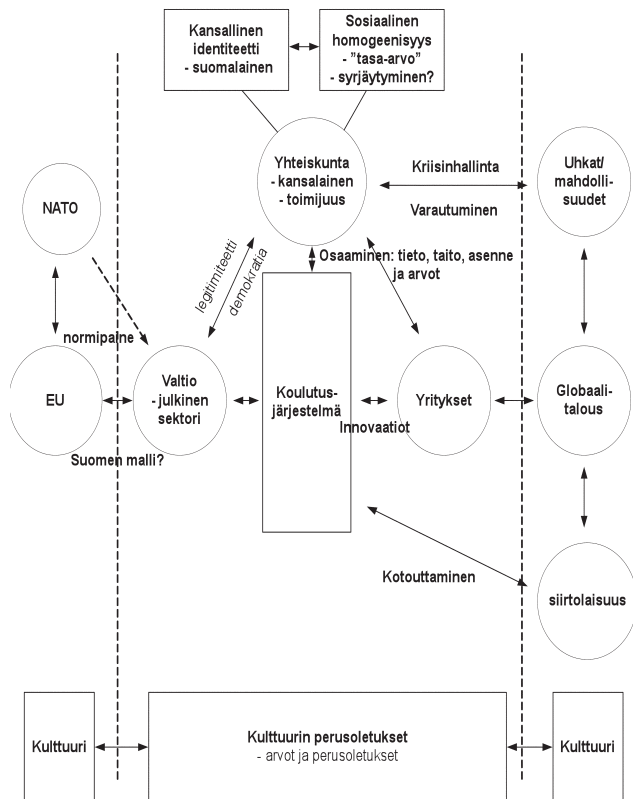 Kansallinen
identiteetti
- suomalainen
Sosiaalinen
homogeenisyys
- ”tasa-arvo”
- syrjäytyminen?
Yhteiskunta
- kansalainen
- toimijuus
Kriisinhallinta
Varautuminen
Uhkat/
mahdolli-
suudet
NATO
legitimiteetti
demokratia
Osaaminen: tieto, taito, asenne
ja arvot
normipaine
EU
Valtio
- julkinen
sektori
Koulutus-
järjestelmä
Innovaatiot
Yritykset
Globaali-
talous
Suomen malli?
Kotouttaminen
siirtolaisuus
Kulttuuri
Kulttuurin perusoletukset
- arvot ja perusoletukset
Kulttuuri